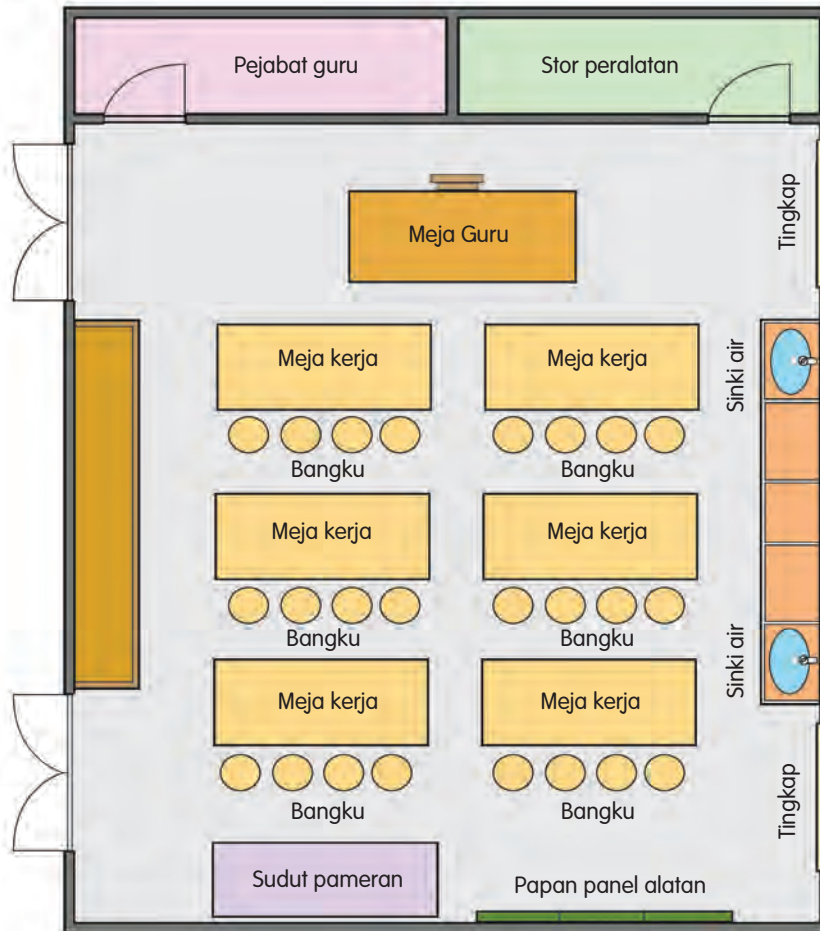 Pejabat guru
Stor peralatan
Tingkap
Meja Guru
Meja kerja
Meja kerja
Sinki air
Bangku
Bangku
Meja kerja
Meja kerja
Bangku
Bangku
Sinki air
Meja kerja
Meja kerja
Tingkap
Bangku
Bangku
Sudut pameran
Papan panel alatan